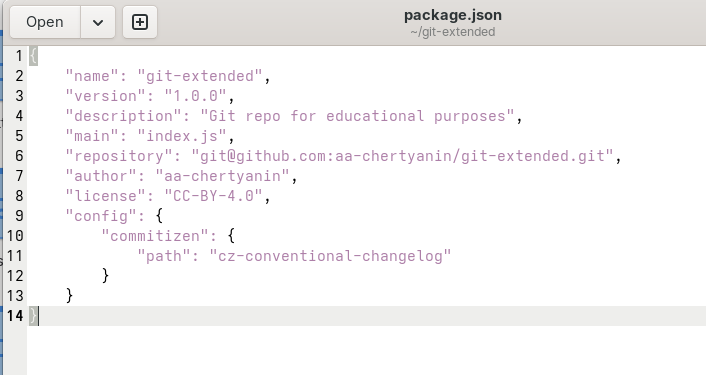 Open
package.json
~/git-extended
1 {
2     "name": "git-extended",
3     "version": "1.0.0",
4     "description": "Git repo for educational purposes",
5     "main": "index.js",
6     "repository": "git@github.com:aa-chertyanin/git-extended.git",
7     "author": "aa-chertyanin",
8     "license": "CC-BY-4.0",
9     "config": {
10         "commitizen": {
11             "path": "cz-conventional-changelog"
12         }
13     }
14 }